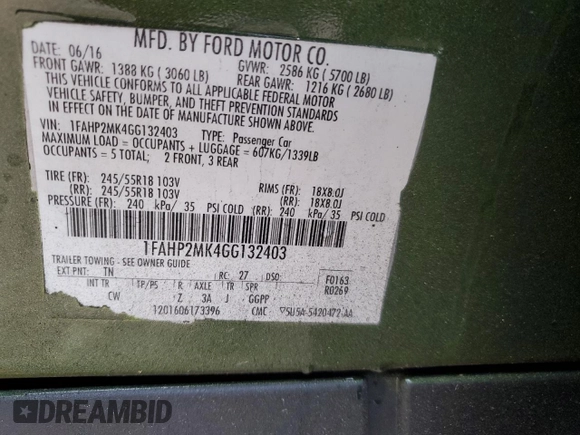 MFD. BY FORD MOTOR CO.
DATE: 06/16 GVWR: 2586 KG ( 5700 LB)
FRONT GAWR: 1388 KG ( 3060 LB) REAR GAWR: 1216 KG ( 2680 LB)
THIS VEHICLE CONFORMS TO ALL APPLICABLE FEDERAL MOTOR
VEHICLE SAFETY, BUMPER, AND THEFT PREVENTION STANDARDS
IN EFFECT ON THE DATE OF MANUFACTURE SHOWN ABOVE.
VIN: 1FAHP2MK4GG132403 TYPE: Passenger Car
MAXIMUM LOAD = OCCUPANTS + LUGGAGE = 607KG/1339LB
OCCUPANTS = 5 TOTAL; 2 FRONT, 3 REAR
TIRE (FR): 245/55R18 103V RIMS (FR): 18X8.0J
(RR): 245/55R18 103V (RR): 18X8.0J
PRESSURE (FR): 240 kPa/ 35 PSI COLD (RR): 240 kPa/ 35 PSI COLD
1FAHP2MK4GG132403
TRAILER TOWING - SEE OWNER GUIDE
EXT PNT: TN RC: 27 DSO: F0163
INT TR TP/PS R AXLE TR SPR R0269
CW Z 3A J GGPP
1201606173396 CMC
DREAMBID